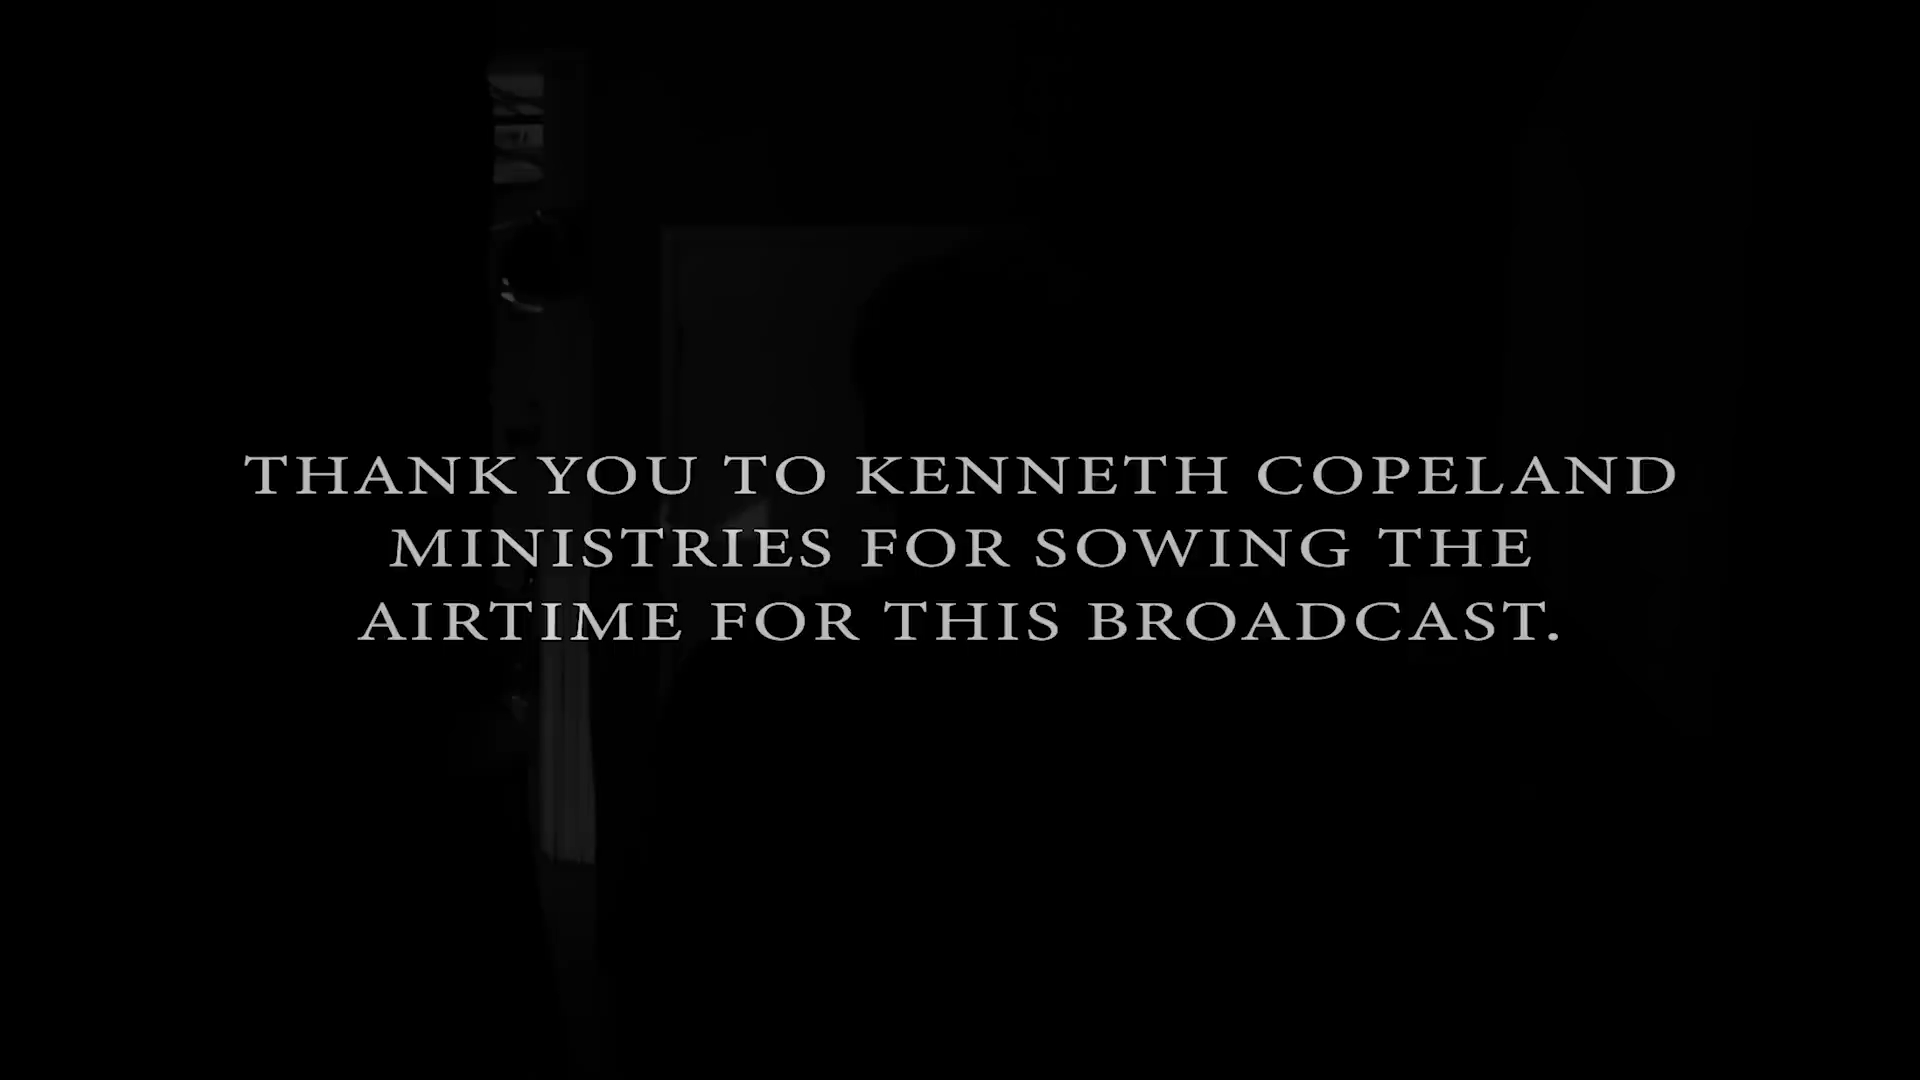 THANK YOU TO KENNETH COPELAND
MINISTRIES FOR SOWING THE
AIRTIME FOR THIS BROADCAST.